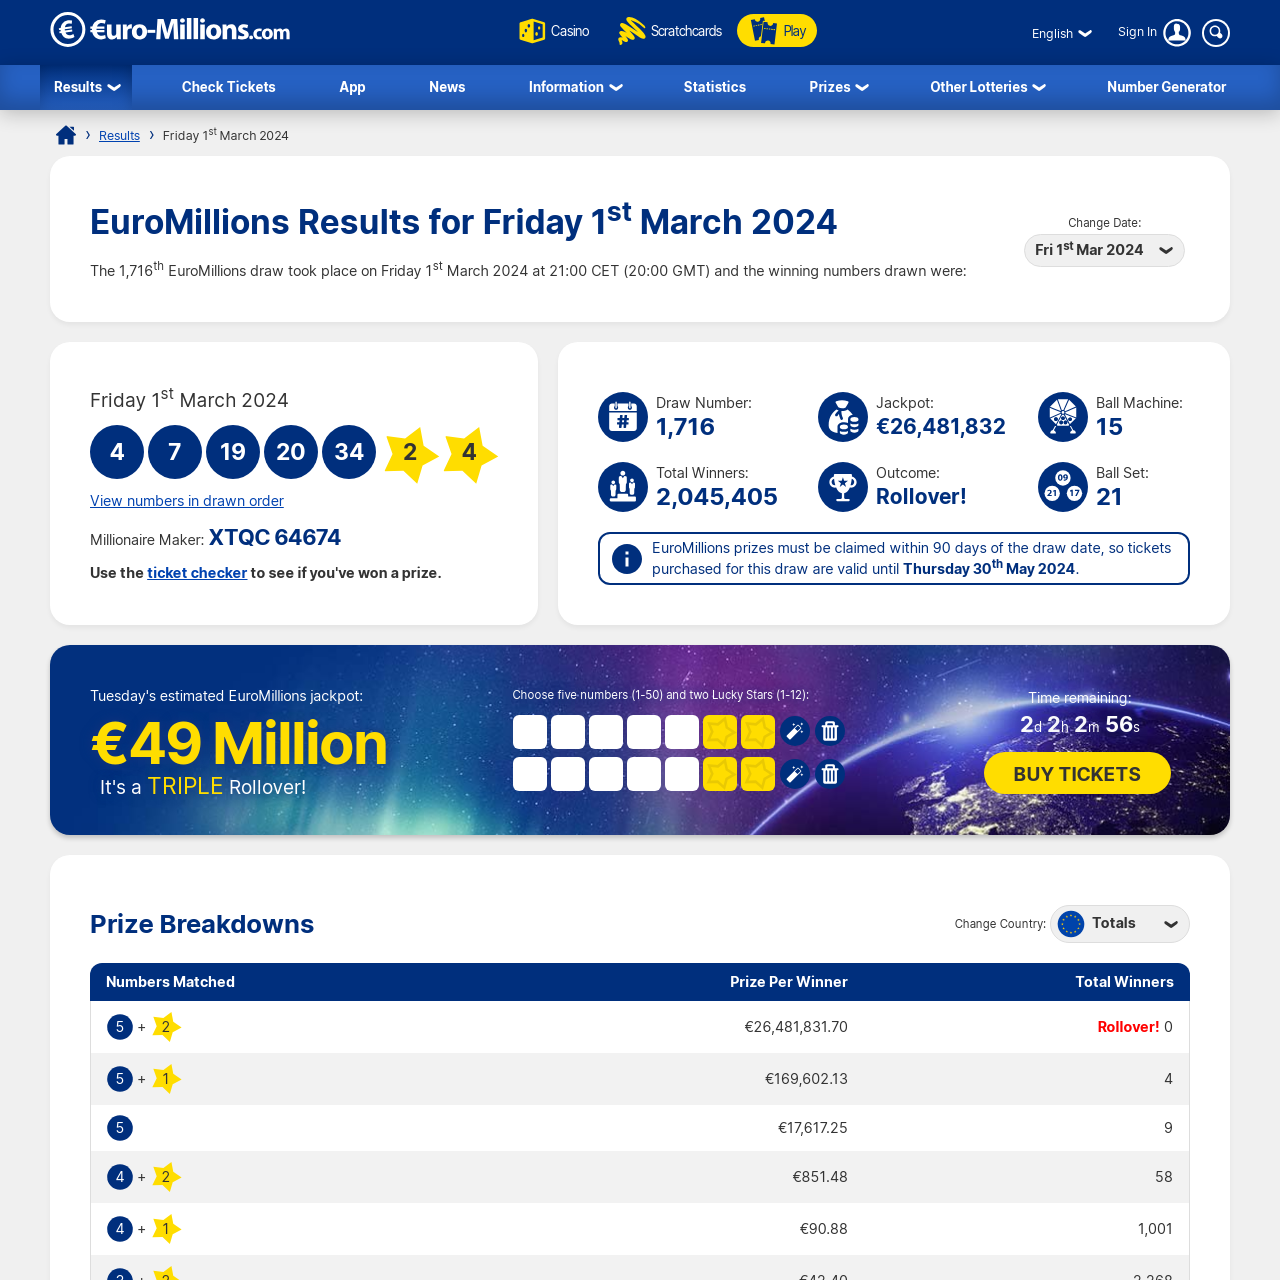 €uro-Millions.com
Casino Scratchcards Play
English Sign In
Results Check Tickets App News Information Statistics Prizes Other Lotteries Number Generator
› Results › Friday 1st March 2024
EuroMillions Results for Friday 1st March 2024
The 1,716th EuroMillions draw took place on Friday 1st March 2024 at 21:00 CET (20:00 GMT) and the winning numbers drawn were:
Change Date:
Fri 1st Mar 2024
Friday 1st March 2024
4 7 19 20 34 2 4
View numbers in drawn order
Millionaire Maker: XTQC 64674
Use the ticket checker to see if you've won a prize.
Draw Number:
1,716
Jackpot:
€26,481,832
Ball Machine:
15
Total Winners:
2,045,405
Outcome:
Rollover!
09
21 17
Ball Set:
21
EuroMillions prizes must be claimed within 90 days of the draw date, so tickets
purchased for this draw are valid until Thursday 30th May 2024.
Tuesday's estimated EuroMillions jackpot:
€49 Million
It's a TRIPLE Rollover!
Choose five numbers (1-50) and two Lucky Stars (1-12):
Time remaining:
2d 2h 2m 56s
BUY TICKETS
Prize Breakdowns
Change Country: Totals
Numbers Matched Prize Per Winner Total Winners
5 + 2 €26,481,831.70 Rollover! 0
5 + 1 €169,602.13 4
5 €17,617.25 9
4 + 2 €851.48 58
4 + 1 €90.88 1,001
3 + 2 €42.40 2,268